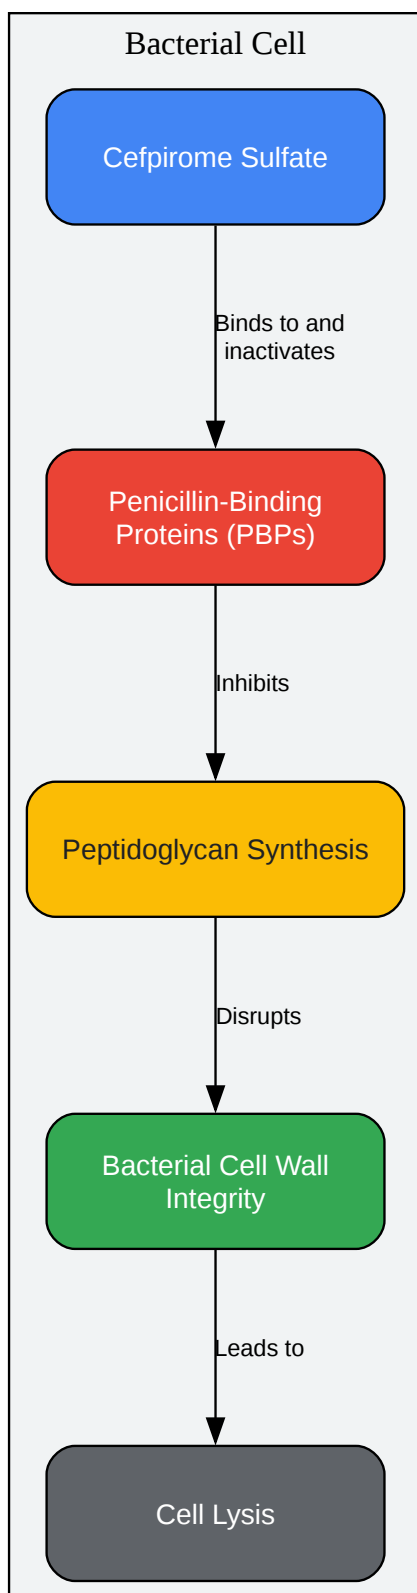 Bacterial Cell
Cefpirome Sulfate
Binds to and
inactivates
Penicillin-Binding
Proteins (PBPs)
Inhibits
Peptidoglycan Synthesis
Disrupts
Bacterial Cell Wall
Integrity
Leads to
Cell Lysis